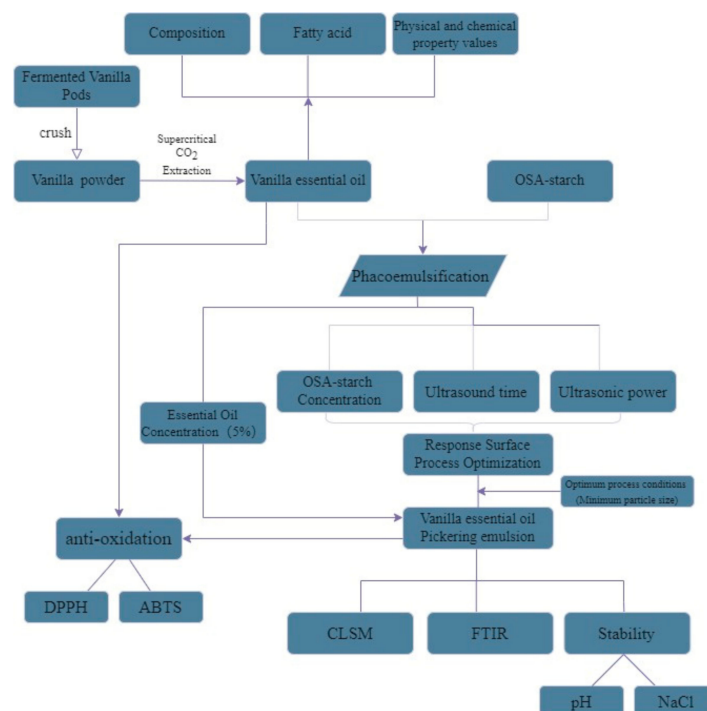 Composition
Fatty acid
Physical and chemical
property values
Fermented Vanilla
Pods
crush
Supercritical
CO2
Extraction
Vanilla powder
Vanilla essential oil
OSA-starch
Phacoemulsification
OSA-starch
Concentration
Ultrasound time
Ultrasonic power
Essential Oil
Concentration（5%）
Response Surface
Process Optimization
Optimum process conditions
(Minimum particle size)
Vanilla essential oil
Pickering emulsion
anti-oxidation
DPPH
ABTS
CLSM
FTIR
Stability
pH
NaCl